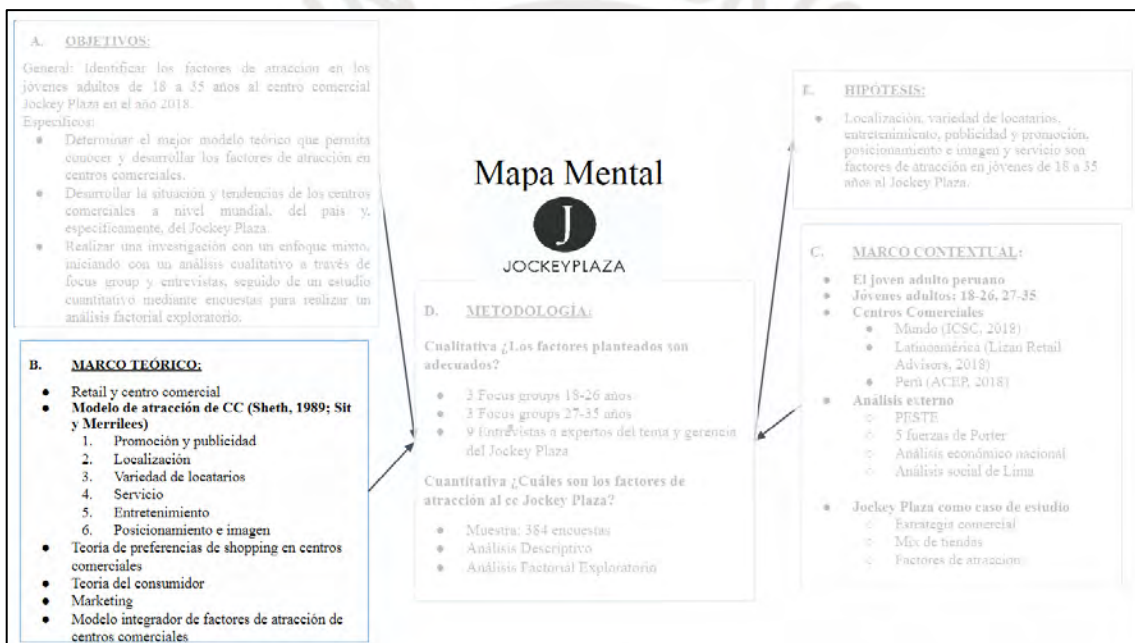 A. OBJETIVOS:
General: Identificar los factores de atraccion en los
jóvenes adultos de 18 a 35 años al centro comercial
Jockey Plaza en el año 2018.
Específicos:
● Determinar el mejor modelo teórico que permita
conocer y desarrollar los factores de atracción en
centros comerciales.
● Desarrollar la situación y tendencias de los centros
comerciales a nivel mundial, del país y,
específicamente, del Jockey Plaza.
● Realizar una investigación con un enfoque mixto,
iniciando con un análisis cualitativo a través de
focus group y entrevistas, seguido de un estudio
cuantitativo mediante encuestas para realizar un
análisis factorial exploratorio.
B. MARCO TEÓRICO:
● Retail y centro comercial
● Modelo de atracción de CC (Sheth, 1989; Sit
y Merrilees)
1. Promoción y publicidad
2. Localización
3. Variedad de locatarios
4. Servicio
5. Entretenimiento
6. Posicionamiento e imagen
● Teoría de preferencias de shopping en centros
comerciales
● Teoría del consumidor
● Marketing
● Modelo integrador de factores de atracción de
centros comerciales
Mapa Mental
J
JOCKEYPLAZA
D. METODOLOGÍA:
Cualitativa ¿Los factores planteados son
adecuados?
● 3 Focus groups 18-26 años
● 3 Focus groups 27-35 años
● 9 Entrevistas a expertos del tema y gerencia
del Jockey Plaza
Cuantitativa ¿Cuáles son los factores de
atracción al cc Jockey Plaza?
● Muestra: 384 encuestas
● Análisis Descriptivo
● Análisis Factorial Exploratorio
E. HIPÓTESIS:
● Localización, variedad de locatarios,
entretenimiento, publicidad y promoción,
posicionamiento e imagen y servicio son
factores de atracción en jóvenes de 18 a 35
años al Jockey Plaza.
C. MARCO CONTEXTUAL:
● El joven adulto peruano
● Jóvenes adultos: 18-26, 27-35
● Centros Comerciales
● Mundo (ICSC, 2018)
● Latinoamérica (Lizan Retail
Advisors, 2018)
● Perú (ACEP, 2018)
● Análisis externo
○ PESTE
○ 5 fuerzas de Porter
○ Análisis económico nacional
○ Análisis social de Lima
● Jockey Plaza como caso de estudio
○ Estrategia comercial
○ Mix de tiendas
○ Factores de atraccion